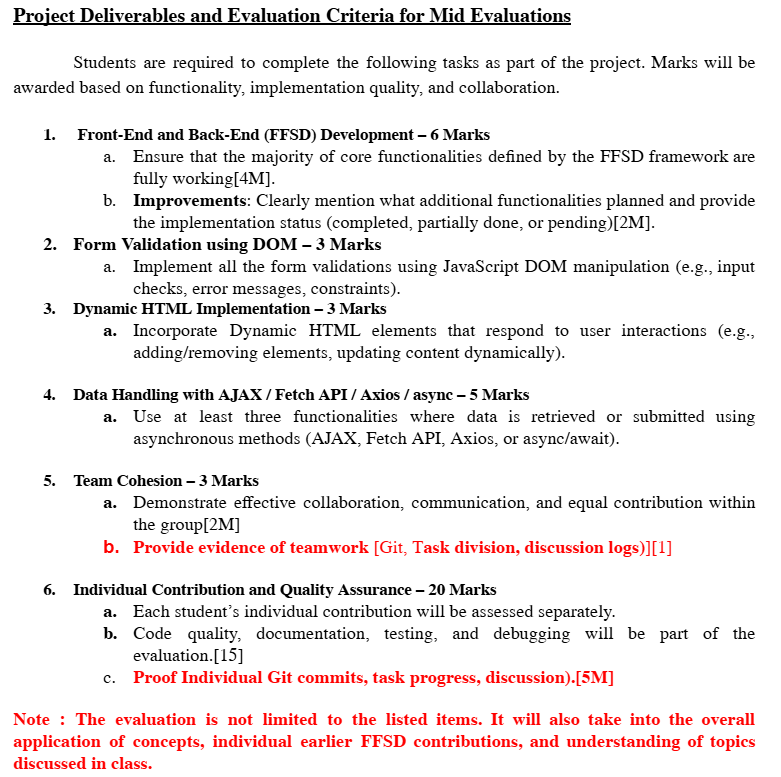 Project Deliverables and Evaluation Criteria for Mid Evaluations
Students are required to complete the following tasks as part of the project. Marks will be
awarded based on functionality, implementation quality, and collaboration.
1. Front-End and Back-End (FFSD) Development – 6 Marks
a. Ensure that the majority of core functionalities defined by the FFSD framework are
fully working[4M].
b. Improvements: Clearly mention what additional functionalities planned and provide
the implementation status (completed, partially done, or pending)[2M].
2. Form Validation using DOM – 3 Marks
a. Implement all the form validations using JavaScript DOM manipulation (e.g., input
checks, error messages, constraints).
3. Dynamic HTML Implementation – 3 Marks
a. Incorporate Dynamic HTML elements that respond to user interactions (e.g.,
adding/removing elements, updating content dynamically).
4. Data Handling with AJAX / Fetch API / Axios / async – 5 Marks
a. Use at least three functionalities where data is retrieved or submitted using
asynchronous methods (AJAX, Fetch API, Axios, or async/await).
5. Team Cohesion – 3 Marks
a. Demonstrate effective collaboration, communication, and equal contribution within
the group[2M]
b. Provide evidence of teamwork [Git, Task division, discussion logs)][1]
6. Individual Contribution and Quality Assurance – 20 Marks
a. Each student’s individual contribution will be assessed separately.
b. Code quality, documentation, testing, and debugging will be part of the
evaluation.[15]
c. Proof Individual Git commits, task progress, discussion).[5M]
Note : The evaluation is not limited to the listed items. It will also take into the overall
application of concepts, individual earlier FFSD contributions, and understanding of topics
discussed in class.